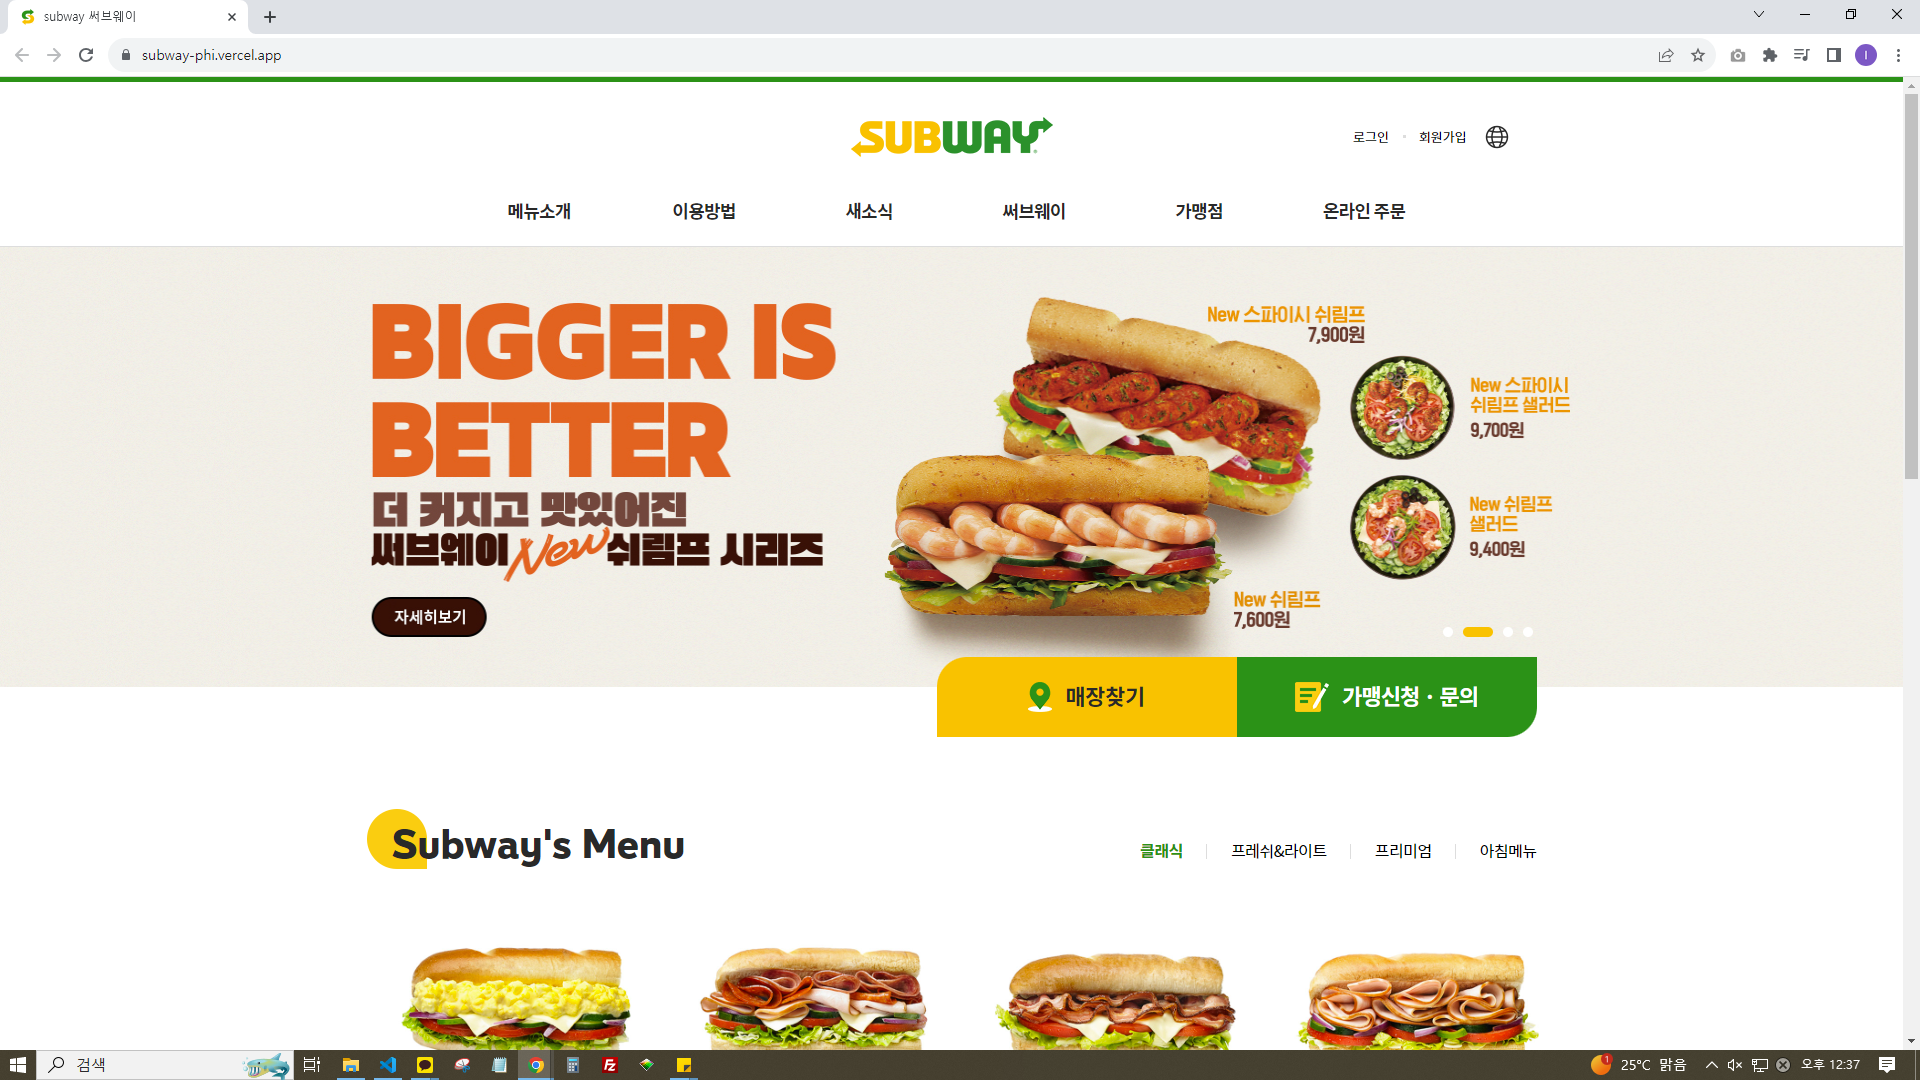 subway 써브웨이
subway-phi.vercel.app
I
SUBWAY
로그인
회원가입
메뉴소개
이용방법
새소식
써브웨이
가맹점
온라인 주문
BIGGER IS
BETTER
더 커지고 맛있어진
써브웨이 New 쉬림프 시리즈
자세히보기
New 스파이시 쉬림프
7,900원
New 스파이시
쉬림프 샐러드
9,700원
New 쉬림프
샐러드
9,400원
New 쉬림프
7,600원
매장찾기
가맹신청 · 문의
Subway's Menu
클래식
프레쉬&라이트
프리미엄
아침메뉴
검색
1
25°C 맑음
오후 12:37